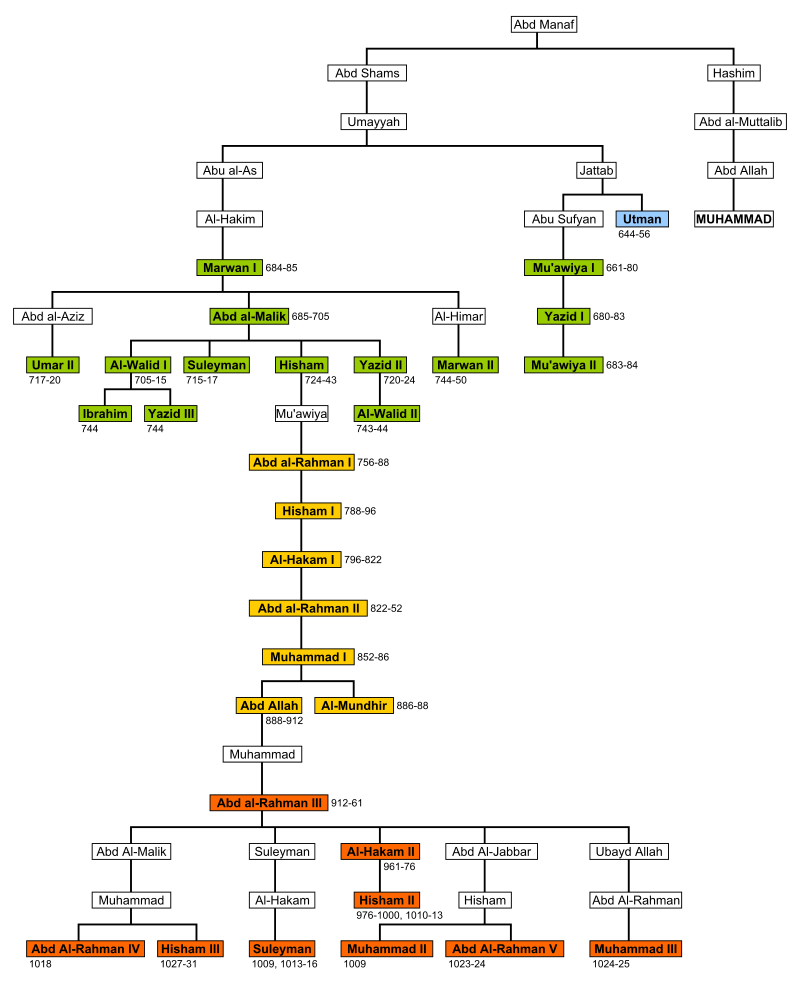 Abd Manaf
Abd Shams
Hashim
Umayyah
Abd al-Muttalib
Abu al-As
Jattab
Abd Allah
Al-Hakim
Abu Sufyan
Utman
MUHAMMAD
644-56
Marwan I 684-85
Mu'awiya I 661-80
Abd al-Aziz
Abd al-Malik 685-705
Al-Himar
Yazid I 680-83
Umar II
Al-Walid I
Suleyman
Hisham
Yazid II
Marwan II
Mu'awiya II 683-84
717-20
705-15
715-17
724-43
720-24
744-50
Ibrahim
Yazid III
Mu'awiya
Al-Walid II
744
744
743-44
Abd al-Rahman I 756-88
Hisham I 788-96
Al-Hakam I 796-822
Abd al-Rahman II 822-52
Muhammad I 852-86
Abd Allah
Al-Mundhir 886-88
888-912
Muhammad
Abd al-Rahman III 912-61
Abd Al-Malik
Suleyman
Al-Hakam II
Abd Al-Jabbar
Ubayd Allah
961-76
Muhammad
Al-Hakam
Hisham II
Hisham
Abd Al-Rahman
976-1000, 1010-13
Abd Al-Rahman IV
Hisham III
Suleyman
Muhammad II
Abd Al-Rahman V
Muhammad III
1018
1027-31
1009, 1013-16
1009
1023-24
1024-25